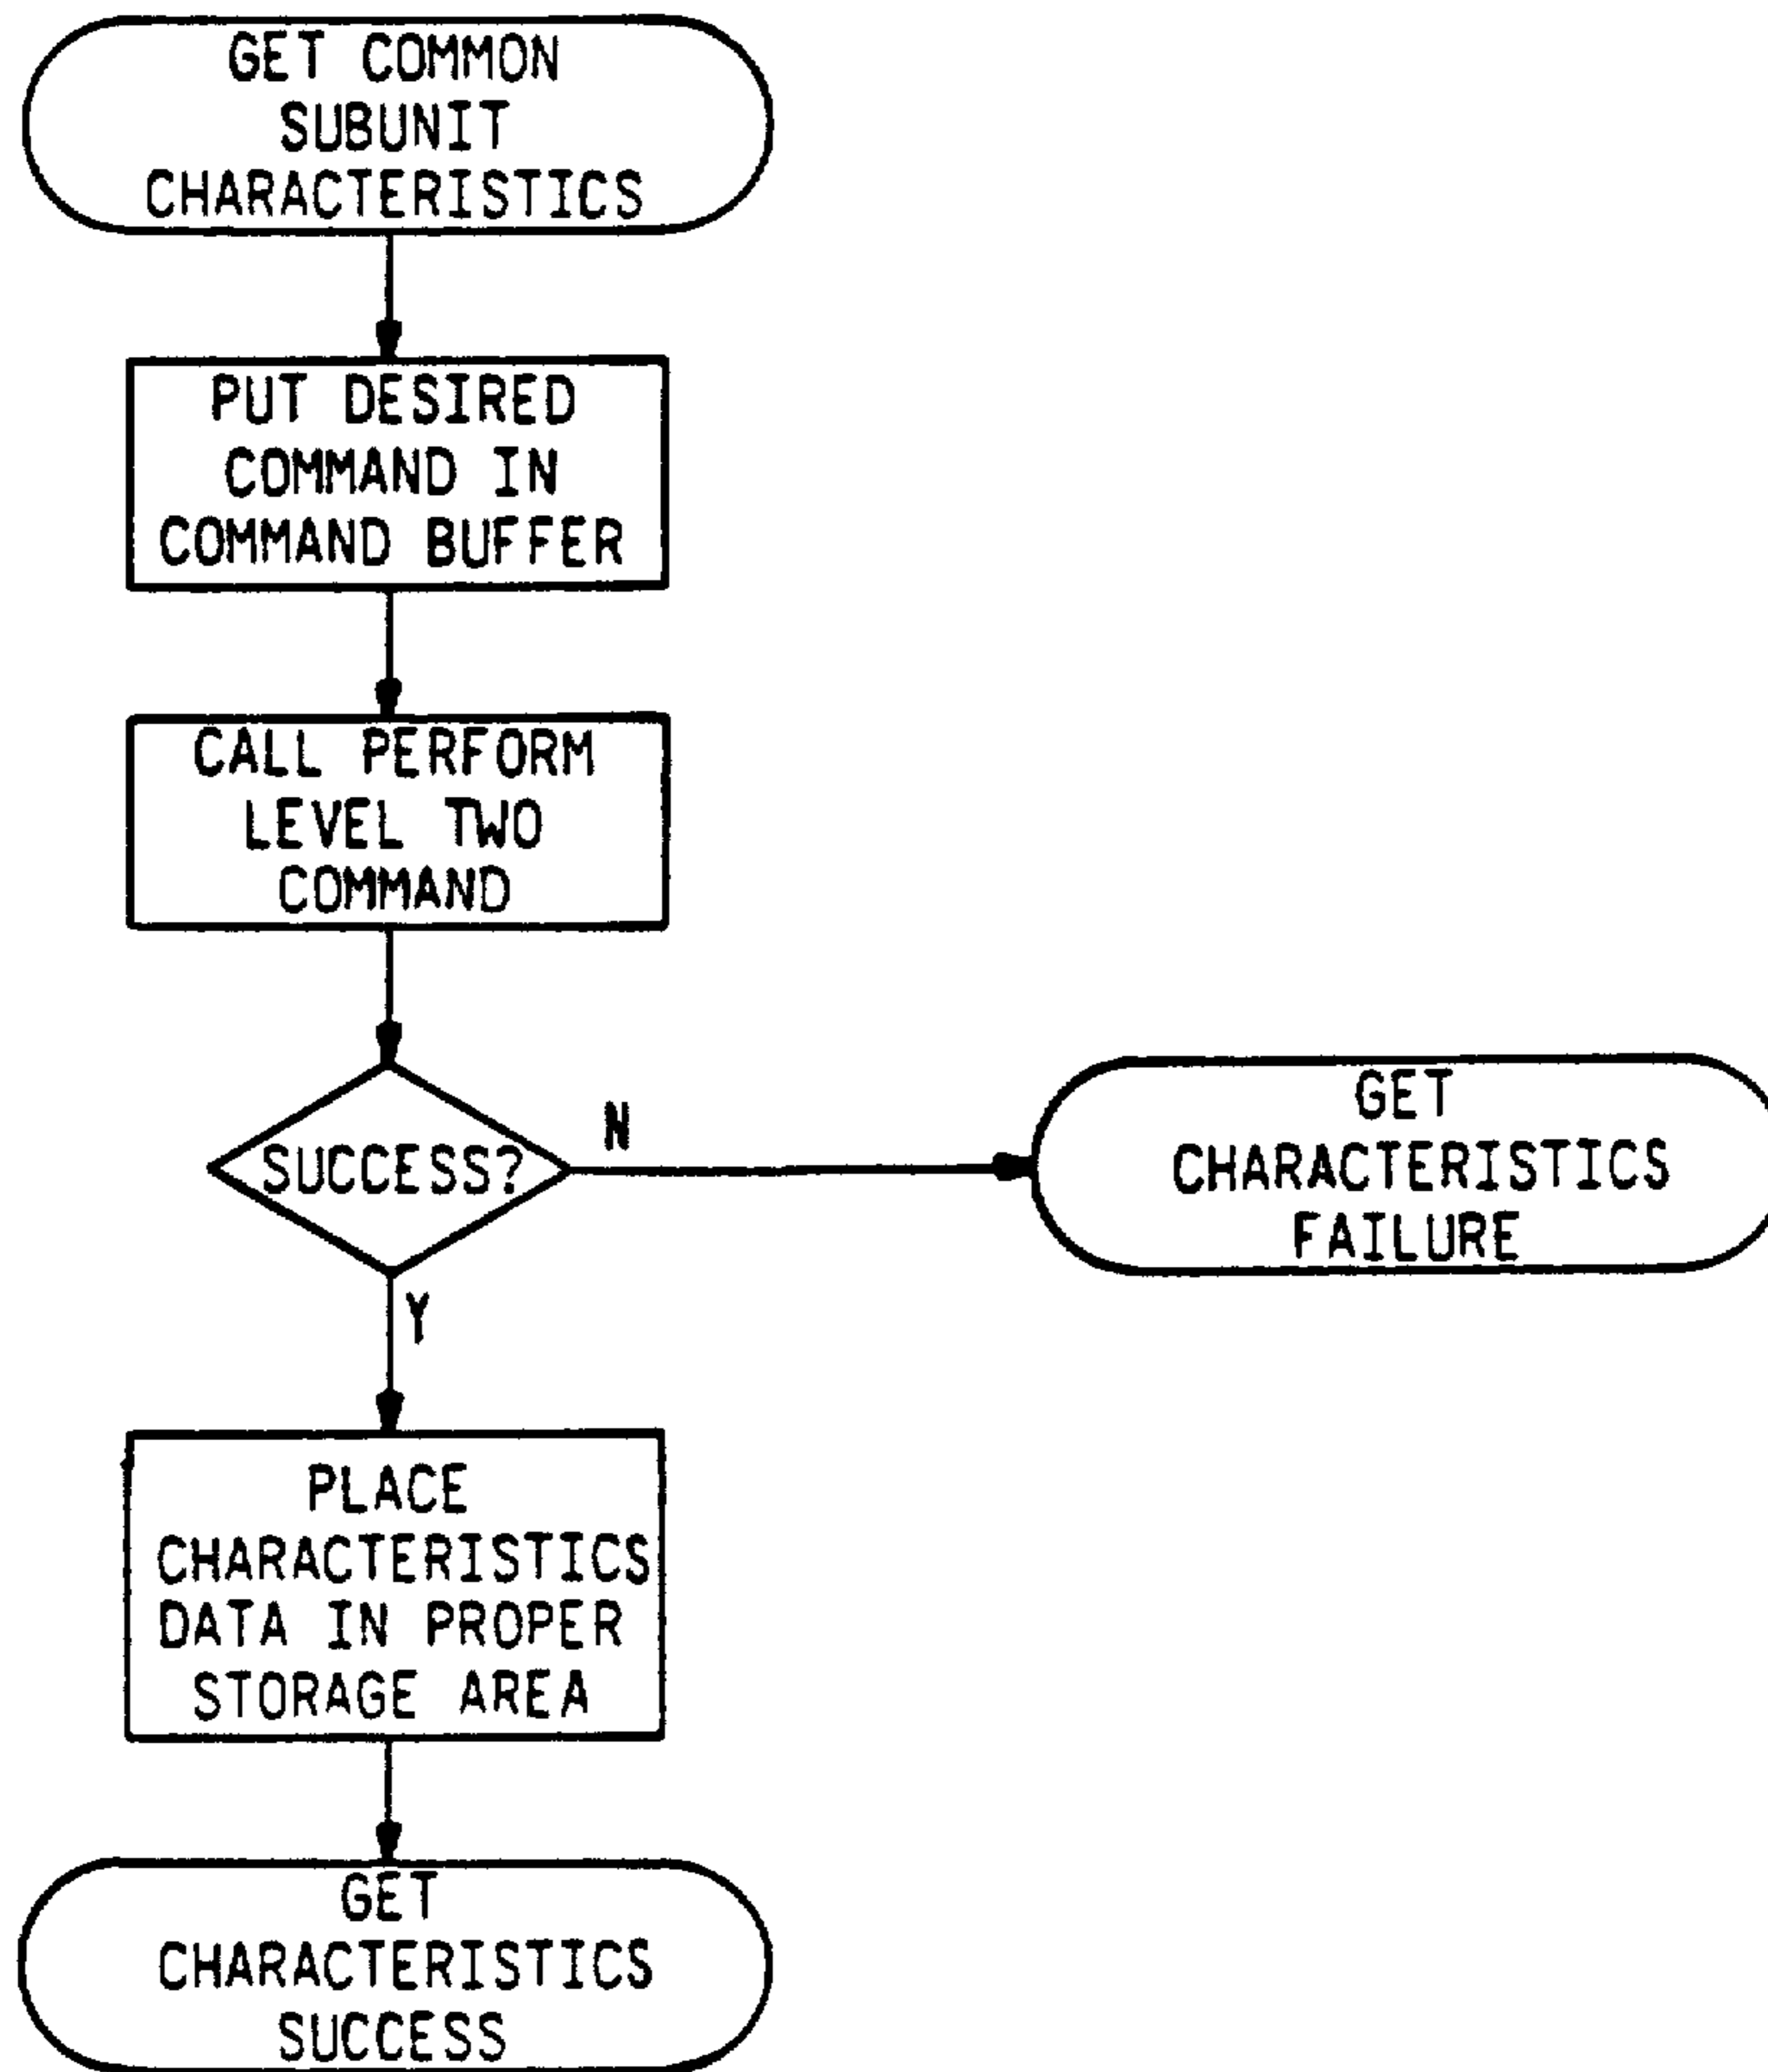 GET COMMON
SUBUNIT
CHARACTERISTICS
PUT DESIRED
COMMAND IN
COMMAND BUFFER
CALL PERFORM
LEVEL TWO
COMMAND
SUCCESS?
N
GET
CHARACTERISTICS
FAILURE
Y
PLACE
CHARACTERISTICS
DATA IN PROPER
STORAGE AREA
GET
CHARACTERISTICS
SUCCESS